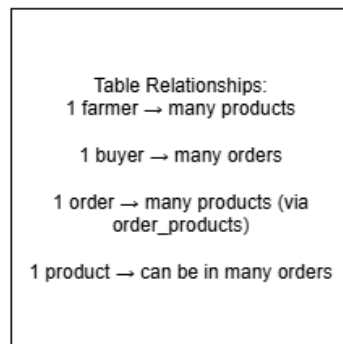 Table Relationships:
1 farmer → many products
1 buyer → many orders
1 order → many products (via
order_products)
1 product → can be in many orders